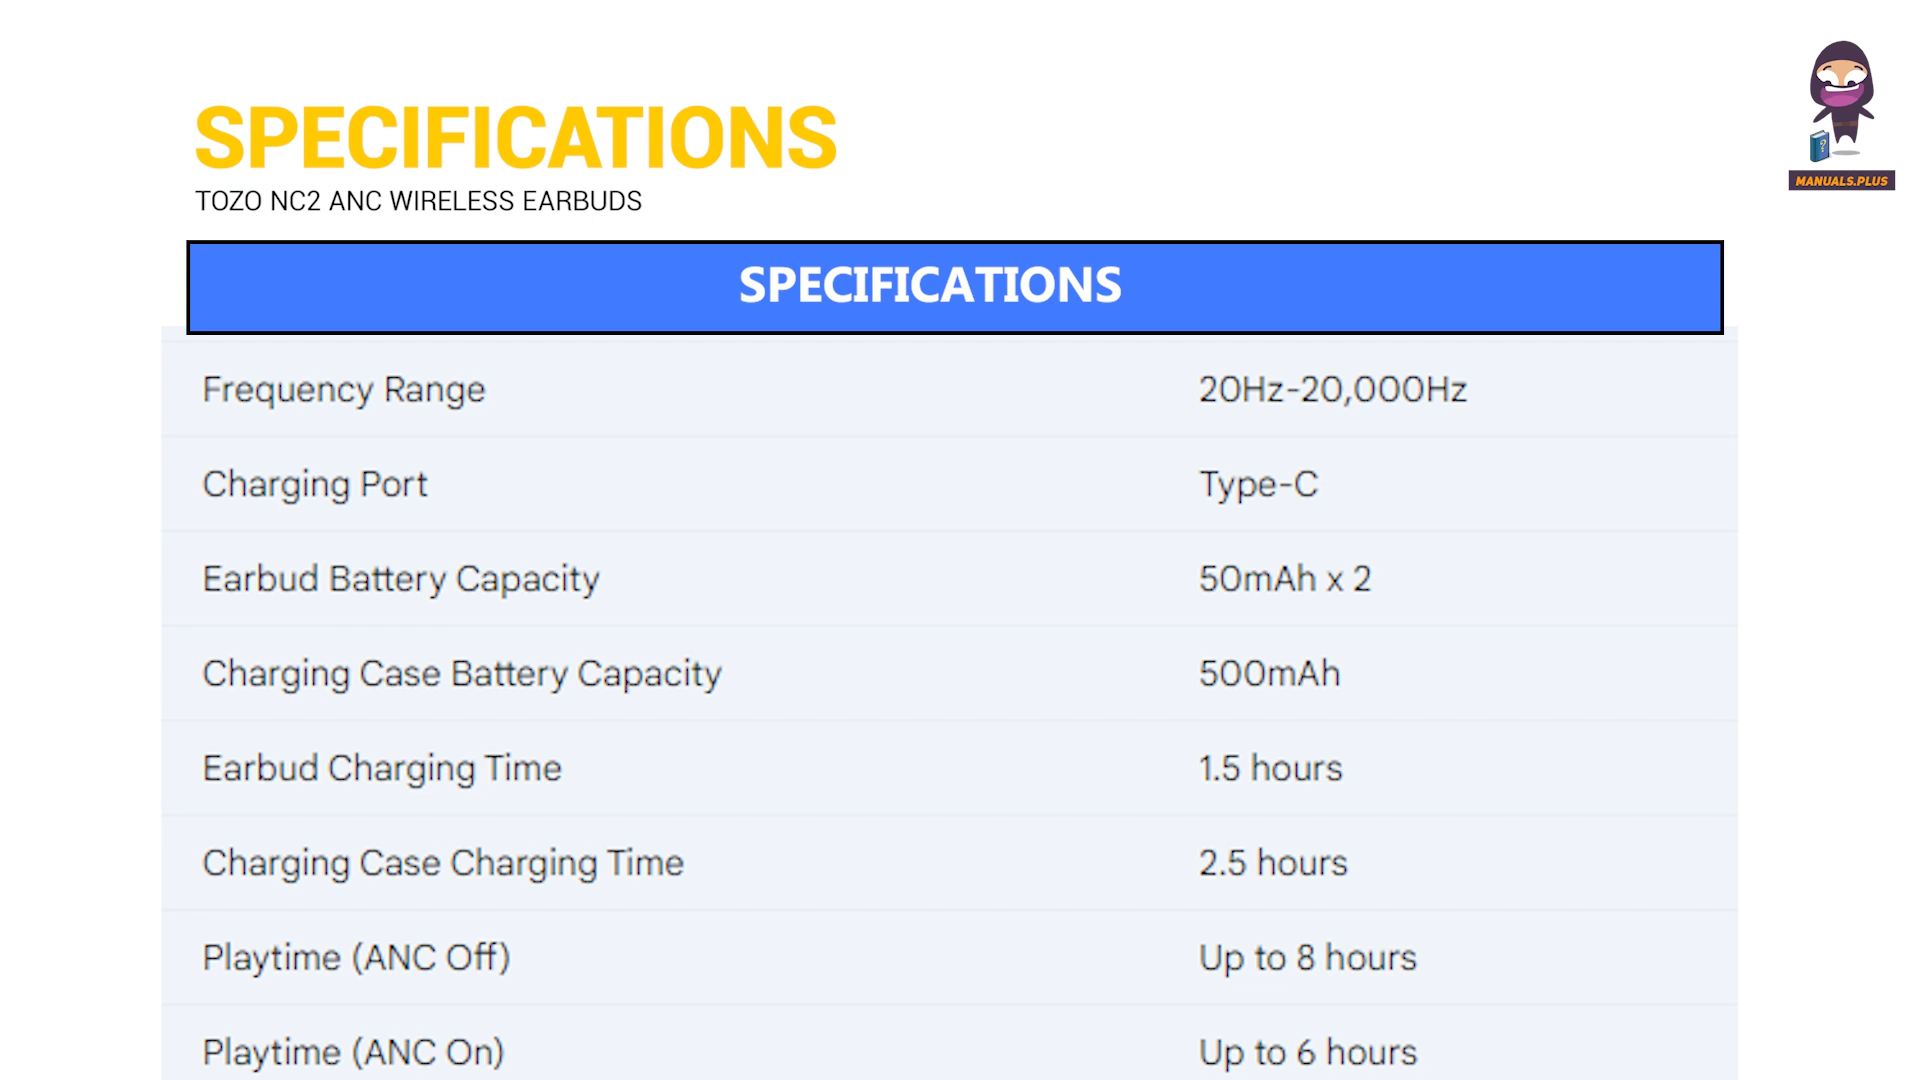 SPECIFICATIONS
TOZO NC2 ANC WIRELESS EARBUDS
MANUALS.PLUS
SPECIFICATIONS
Frequency Range 20Hz-20,000Hz
Charging Port Type-C
Earbud Battery Capacity 50mAh x 2
Charging Case Battery Capacity 500mAh
Earbud Charging Time 1.5 hours
Charging Case Charging Time 2.5 hours
Playtime (ANC Off) Up to 8 hours
Playtime (ANC On) Up to 6 hours